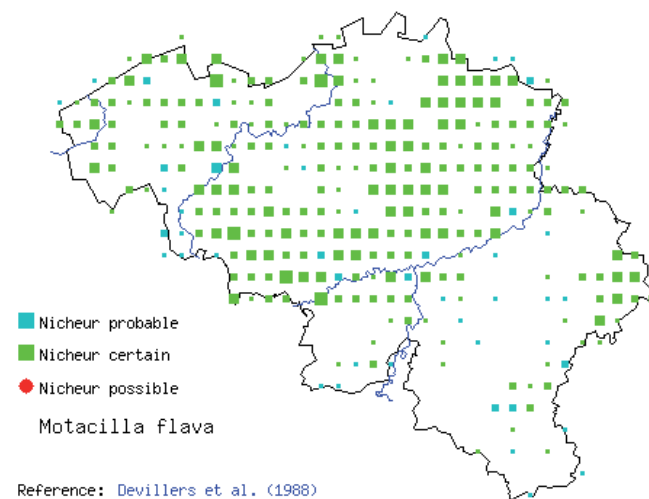 Nicheur probable
Nicheur certain
Nicheur possible
Motacilla flava
Reference: Devillers et al. (1988)